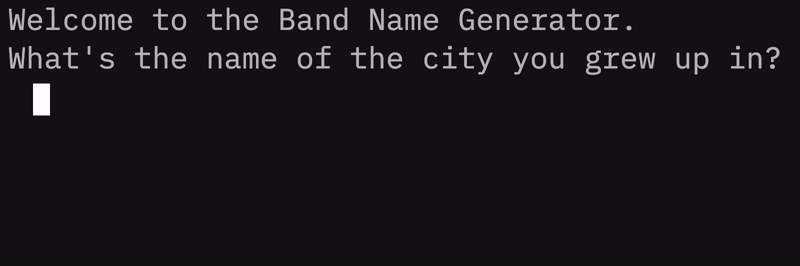 Welcome to the Band Name Generator.
What's the name of the city you grew up in?